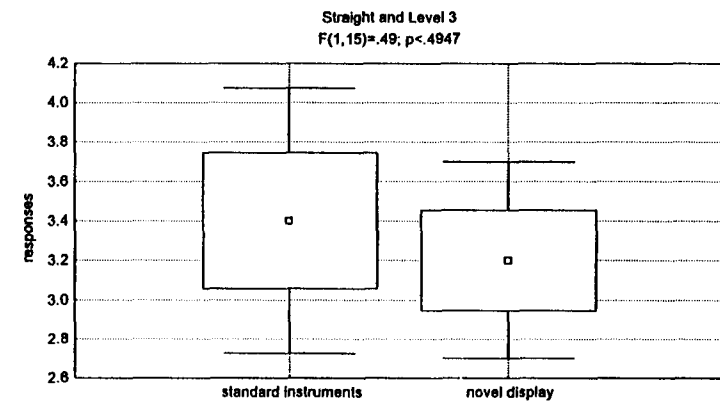 Straight and Level 3
F(1,15)=.49; p<.4947
responses
4.2
4.0
3.8
3.6
3.4
3.2
3.0
2.8
2.6
standard instruments
novel display